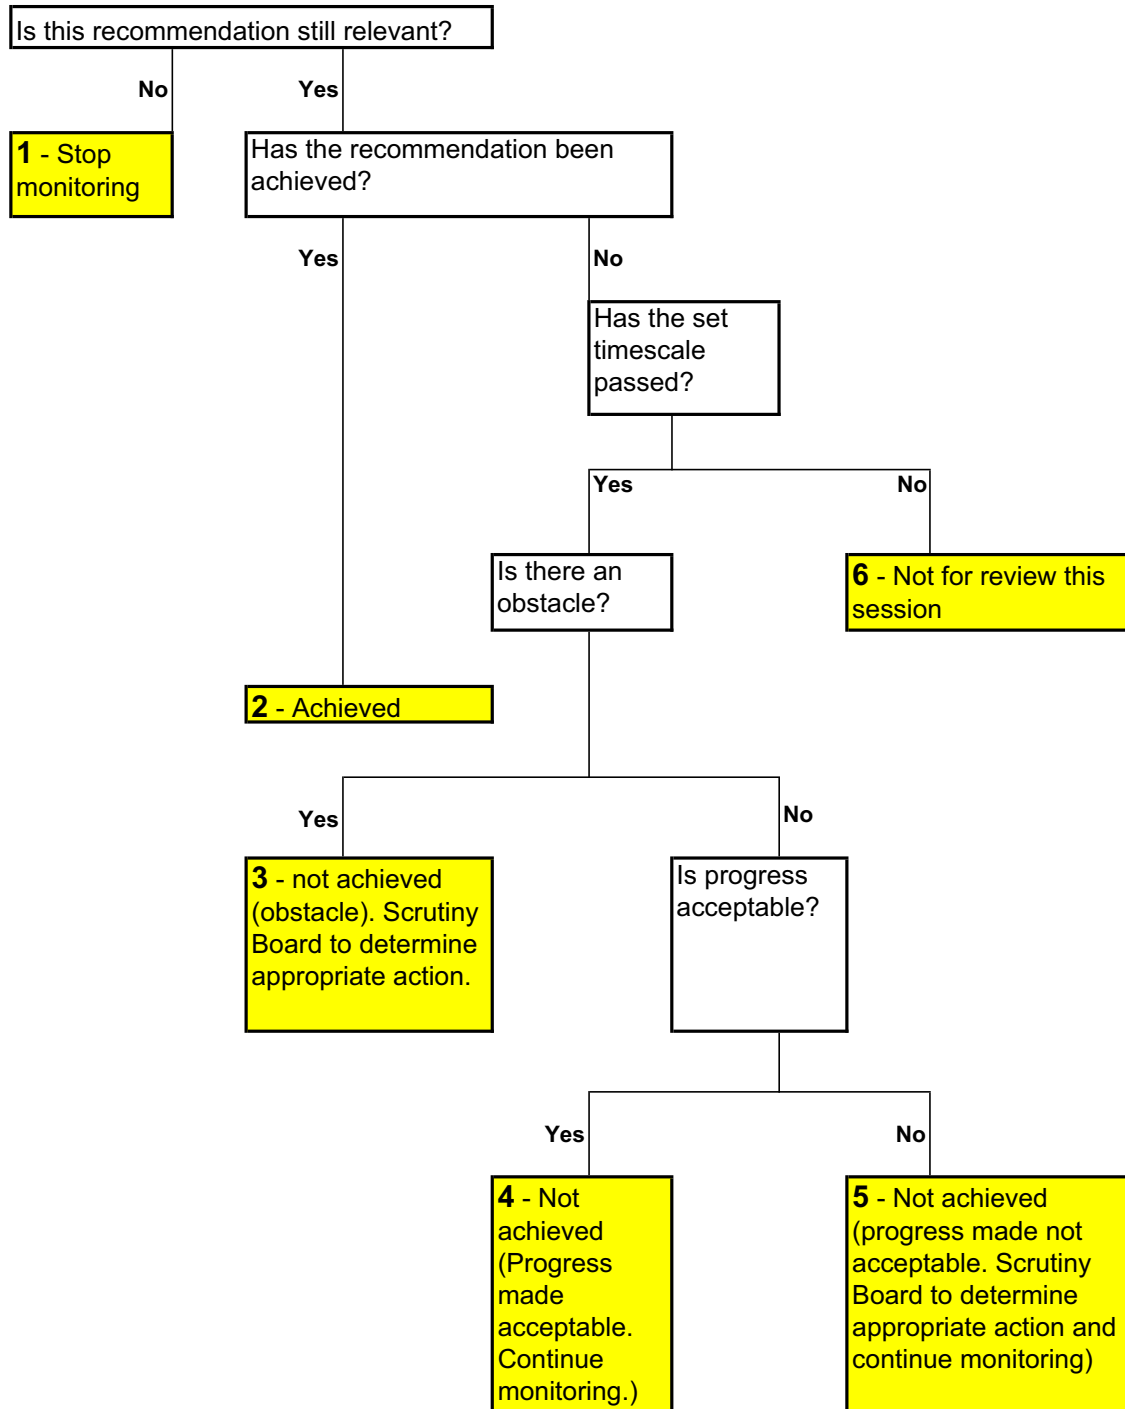 Is this recommendation still relevant?
No
Yes
1 - Stop
monitoring
Has the recommendation been
achieved?
Yes
No
Has the set
timescale
passed?
Yes
No
Is there an
obstacle?
6 - Not for review this
session
2 - Achieved
Yes
No
3 - not achieved
(obstacle). Scrutiny
Board to determine
appropriate action.
Is progress
acceptable?
Yes
No
4 - Not
achieved
(Progress
made
acceptable.
Continue
monitoring.)
5 - Not achieved
(progress made not
acceptable. Scrutiny
Board to determine
appropriate action and
continue monitoring)